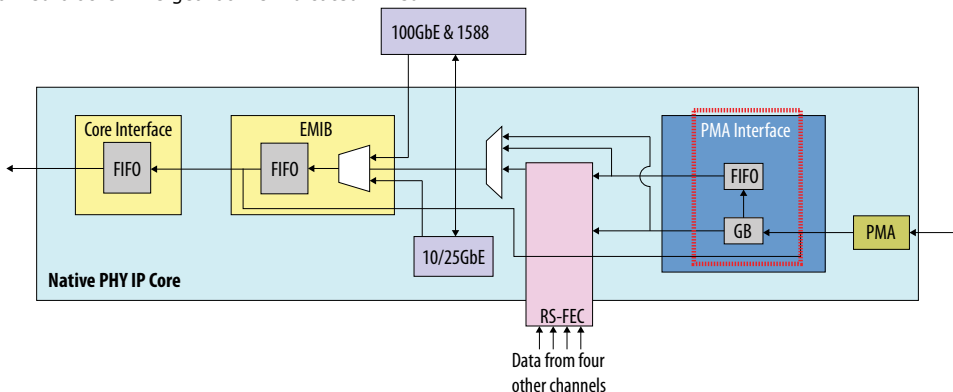 100GbE & 1588
Core Interface
EMIB
PMA Interface
FIFO
FIFO
FIFO
GB
PMA
10/25GbE
Native PHY IP Core
RS-FEC
Data from four
other channels